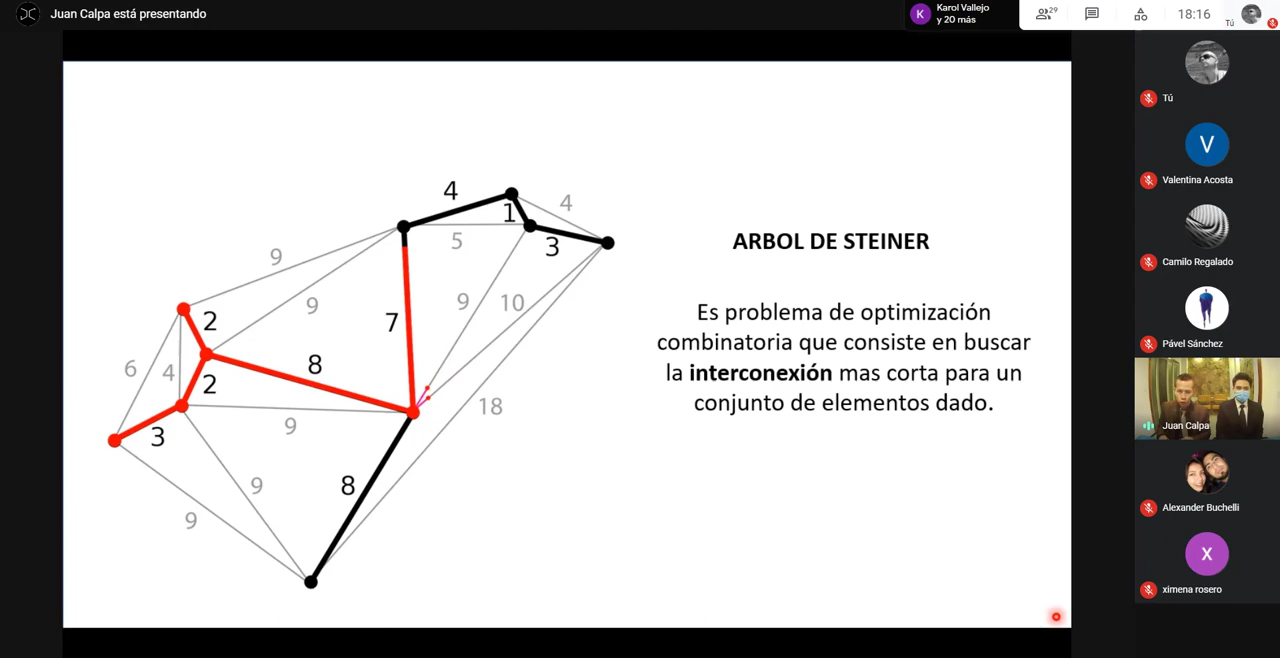 Juan Calpa está presentando
K
Karol Vallejo
y 20 más
29
18:16
Tú
Tú
V
Valentina Acosta
Camilo Regalado
Pável Sánchez
Juan Calpa
Alexander Buchelli
X
ximena rosero
4
1
4
5
3
9
9
7
9
10
2
8
6
4
2
9
3
18
9
8
9
ARBOL DE STEINER
Es problema de optimización
combinatoria que consiste en buscar
la interconexión mas corta para un
conjunto de elementos dado.